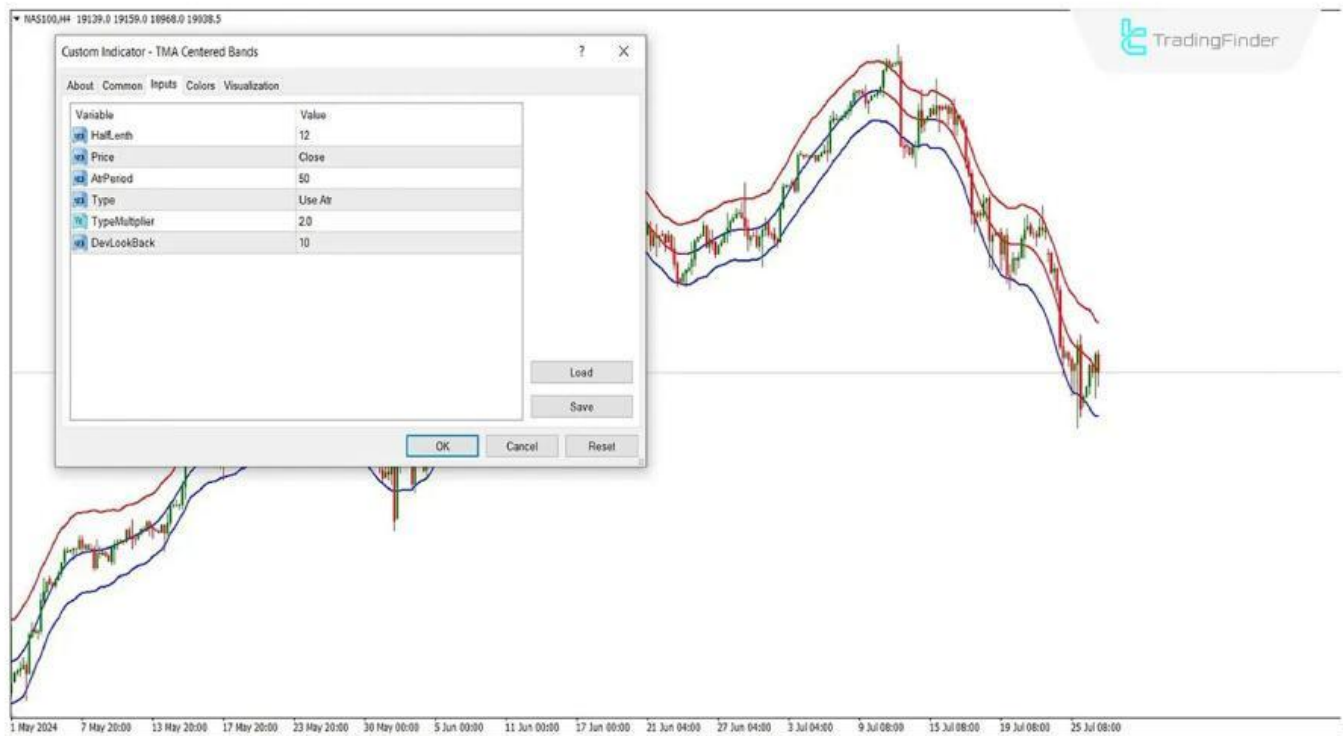 NAS100,H4 19139.0 19159.0 18968.0 19038.5
TradingFinder
Custom Indicator - TMA Centered Bands
? X
About Common Inputs Colors Visualization
Variable Value
HalfLenth 12
Price Close
AtrPeriod 50
Type Use Atr
TypeMultiplier 2.0
DevLookBack 10
Load
Save
OK Cancel Reset
1 May 2024 7 May 20:00 13 May 20:00 17 May 20:00 23 May 20:00 30 May 00:00 5 Jun 00:00 11 Jun 00:00 17 Jun 00:00 21 Jun 04:00 27 Jun 04:00 3 Jul 04:00 9 Jul 08:00 15 Jul 08:00 19 Jul 08:00 25 Jul 08:00